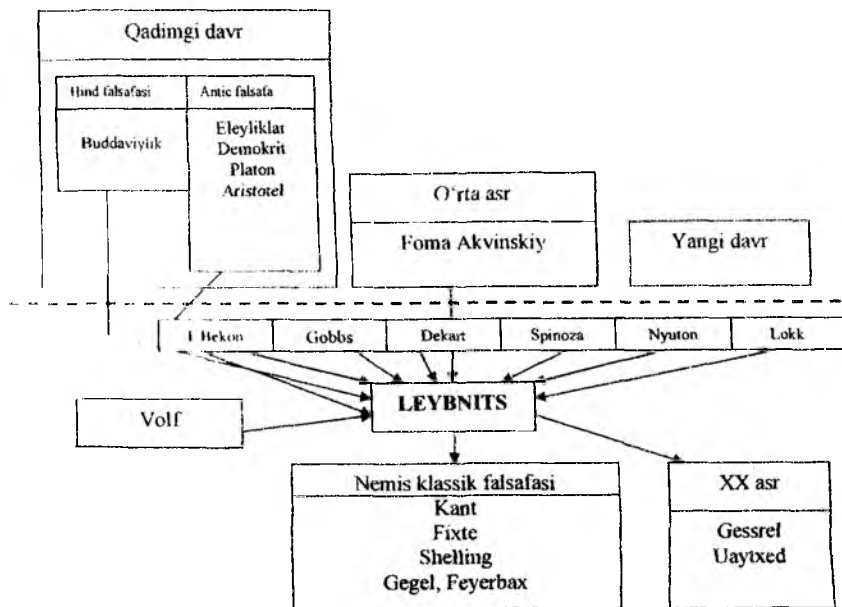 Qadimgi davr
Hind falsafasi
Antic falsafa
Buddaviylik
Eleyliklar
Demokrit
Platon
Aristotel
O‘rta asr
Foma Akvinskiy
Yangi davr
Bekon
Gobbs
Dekart
Spinoza
Nyuton
Lokk
LEYBNITS
Volf
Nemis klassik falsafasi
Kant
Fixte
Shelling
Gegel, Feyerbax
XX asr
Gessrel
Uaytxed